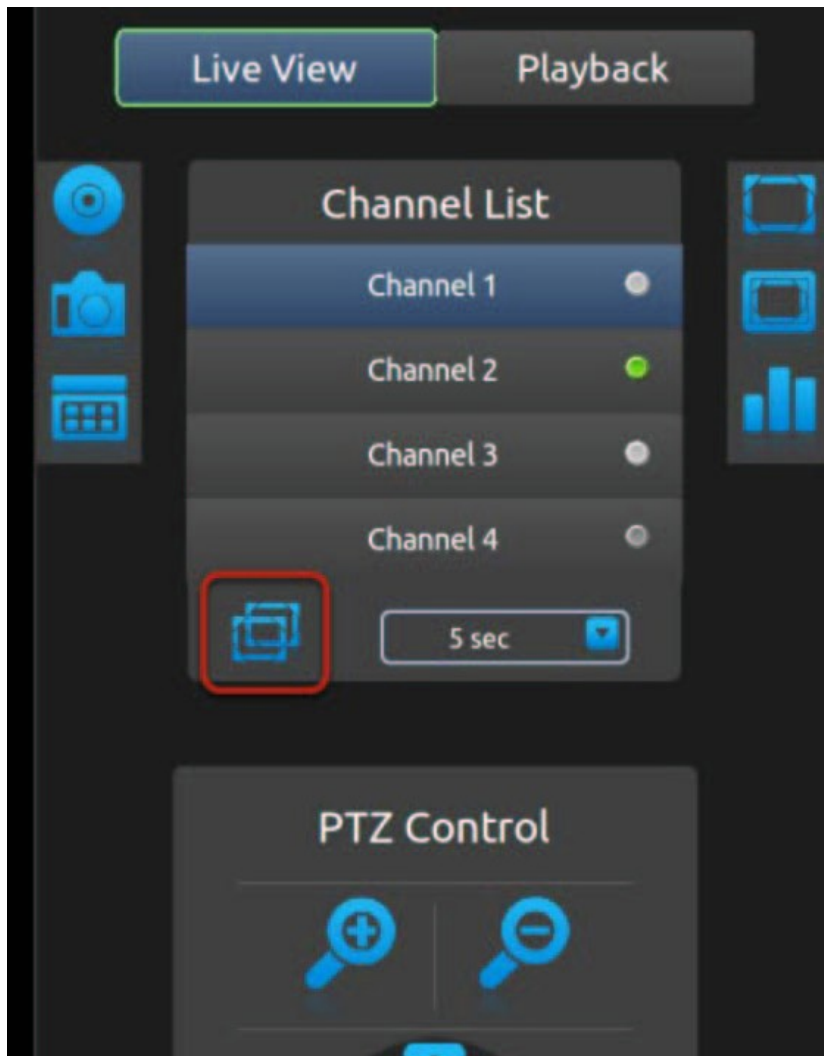 Live View Playback
Channel List
Channel 1
Channel 2
Channel 3
Channel 4
5 sec
PTZ Control